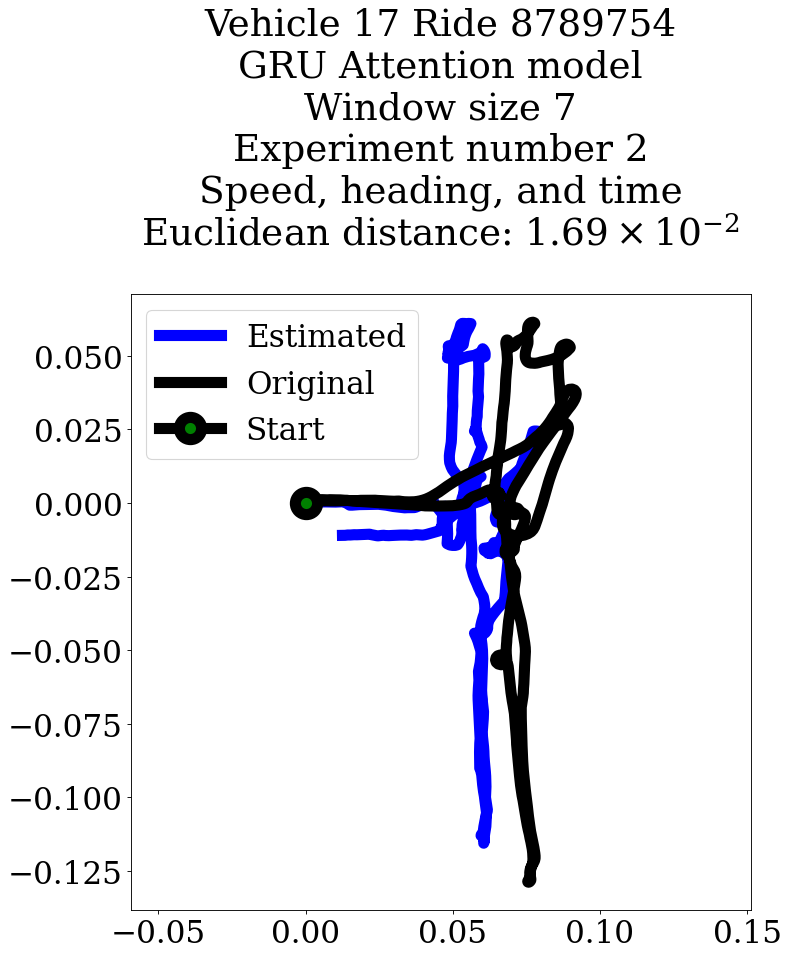 Vehicle 17 Ride 8789754
GRU Attention model
Window size 7
Experiment number 2
Speed, heading, and time
Euclidean distance: 1.69 × 10⁻²
Estimated
Original
Start
0.050
0.025
0.000
−0.025
−0.050
−0.075
−0.100
−0.125
−0.05 0.00 0.05 0.10 0.15